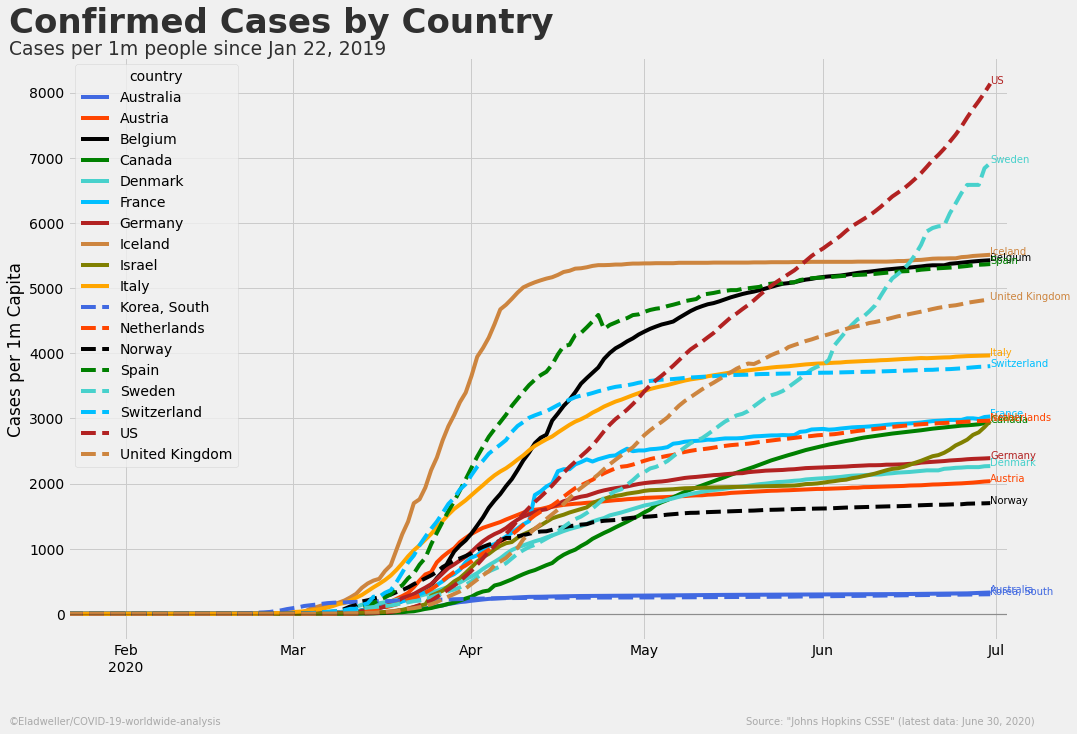 Confirmed Cases by Country
Cases per 1m people since Jan 22, 2019
country
Australia
Austria
Belgium
Canada
Denmark
France
Germany
Iceland
Israel
Italy
Korea, South
Netherlands
Norway
Spain
Sweden
Switzerland
US
United Kingdom
Cases per 1m Capita
8000
7000
6000
5000
4000
3000
2000
1000
0
US
Sweden
Iceland
Belgium
Spain
United Kingdom
Italy
Switzerland
France
Netherlands
Canada
Germany
Denmark
Austria
Norway
Australia
Korea, South
Feb Mar Apr May Jun Jul
2020
©Eladweller/COVID-19-worldwide-analysis
Source: "Johns Hopkins CSSE" (latest data: June 30, 2020)